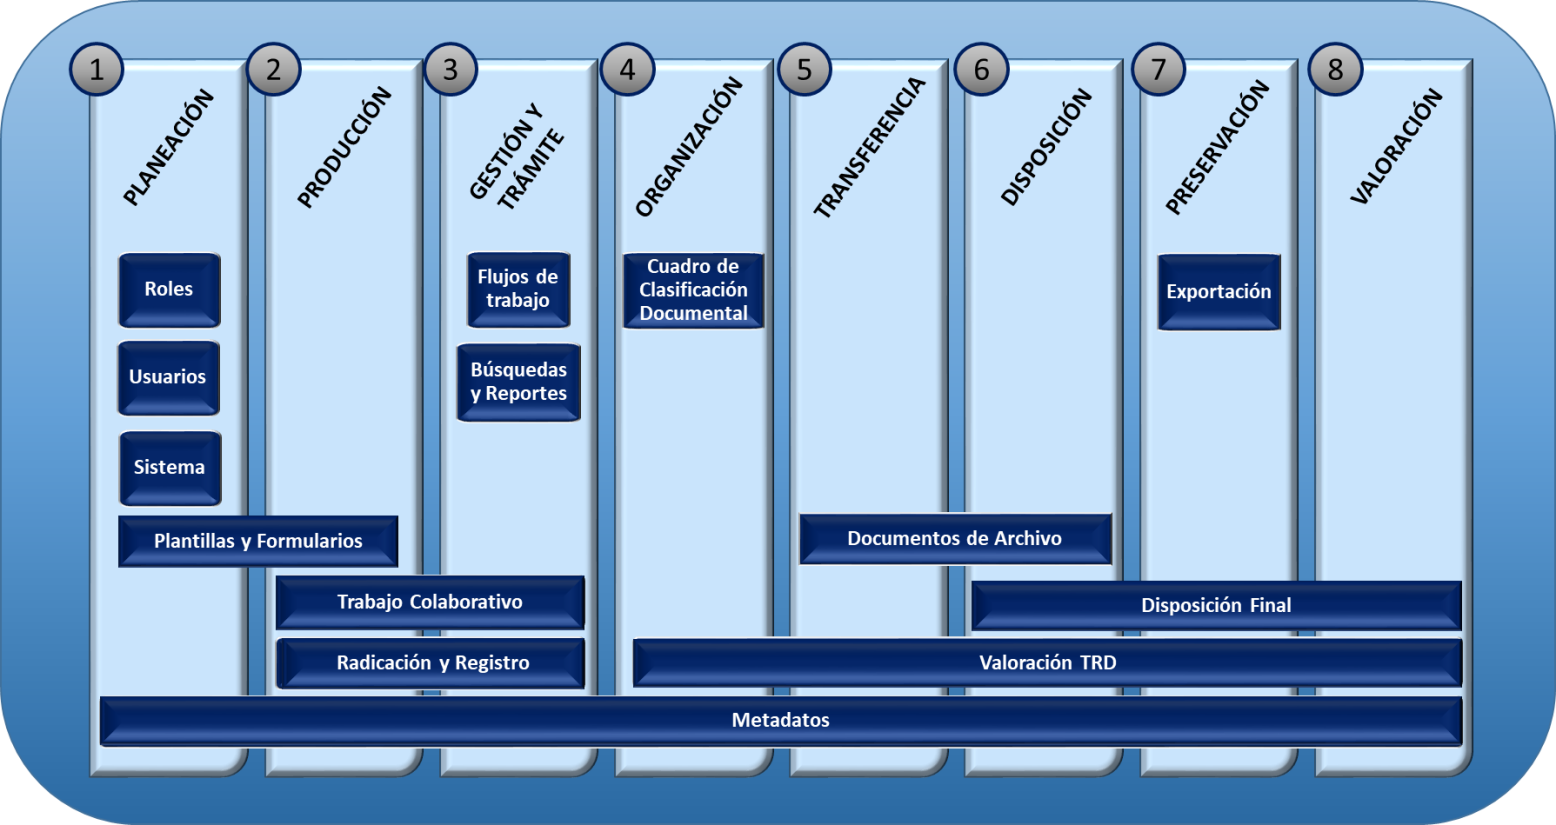 1
2
3
4
5
6
7
8
PLANEACIÓN
PRODUCCIÓN
GESTIÓN Y
TRÁMITE
ORGANIZACIÓN
TRANSFERENCIA
DISPOSICIÓN
PRESERVACIÓN
VALORACIÓN
Roles
Flujos de
trabajo
Cuadro de
Clasificación
Documental
Exportación
Usuarios
Búsquedas
y Reportes
Sistema
Plantillas y Formularios
Documentos de Archivo
Trabajo Colaborativo
Disposición Final
Radicación y Registro
Valoración TRD
Metadatos